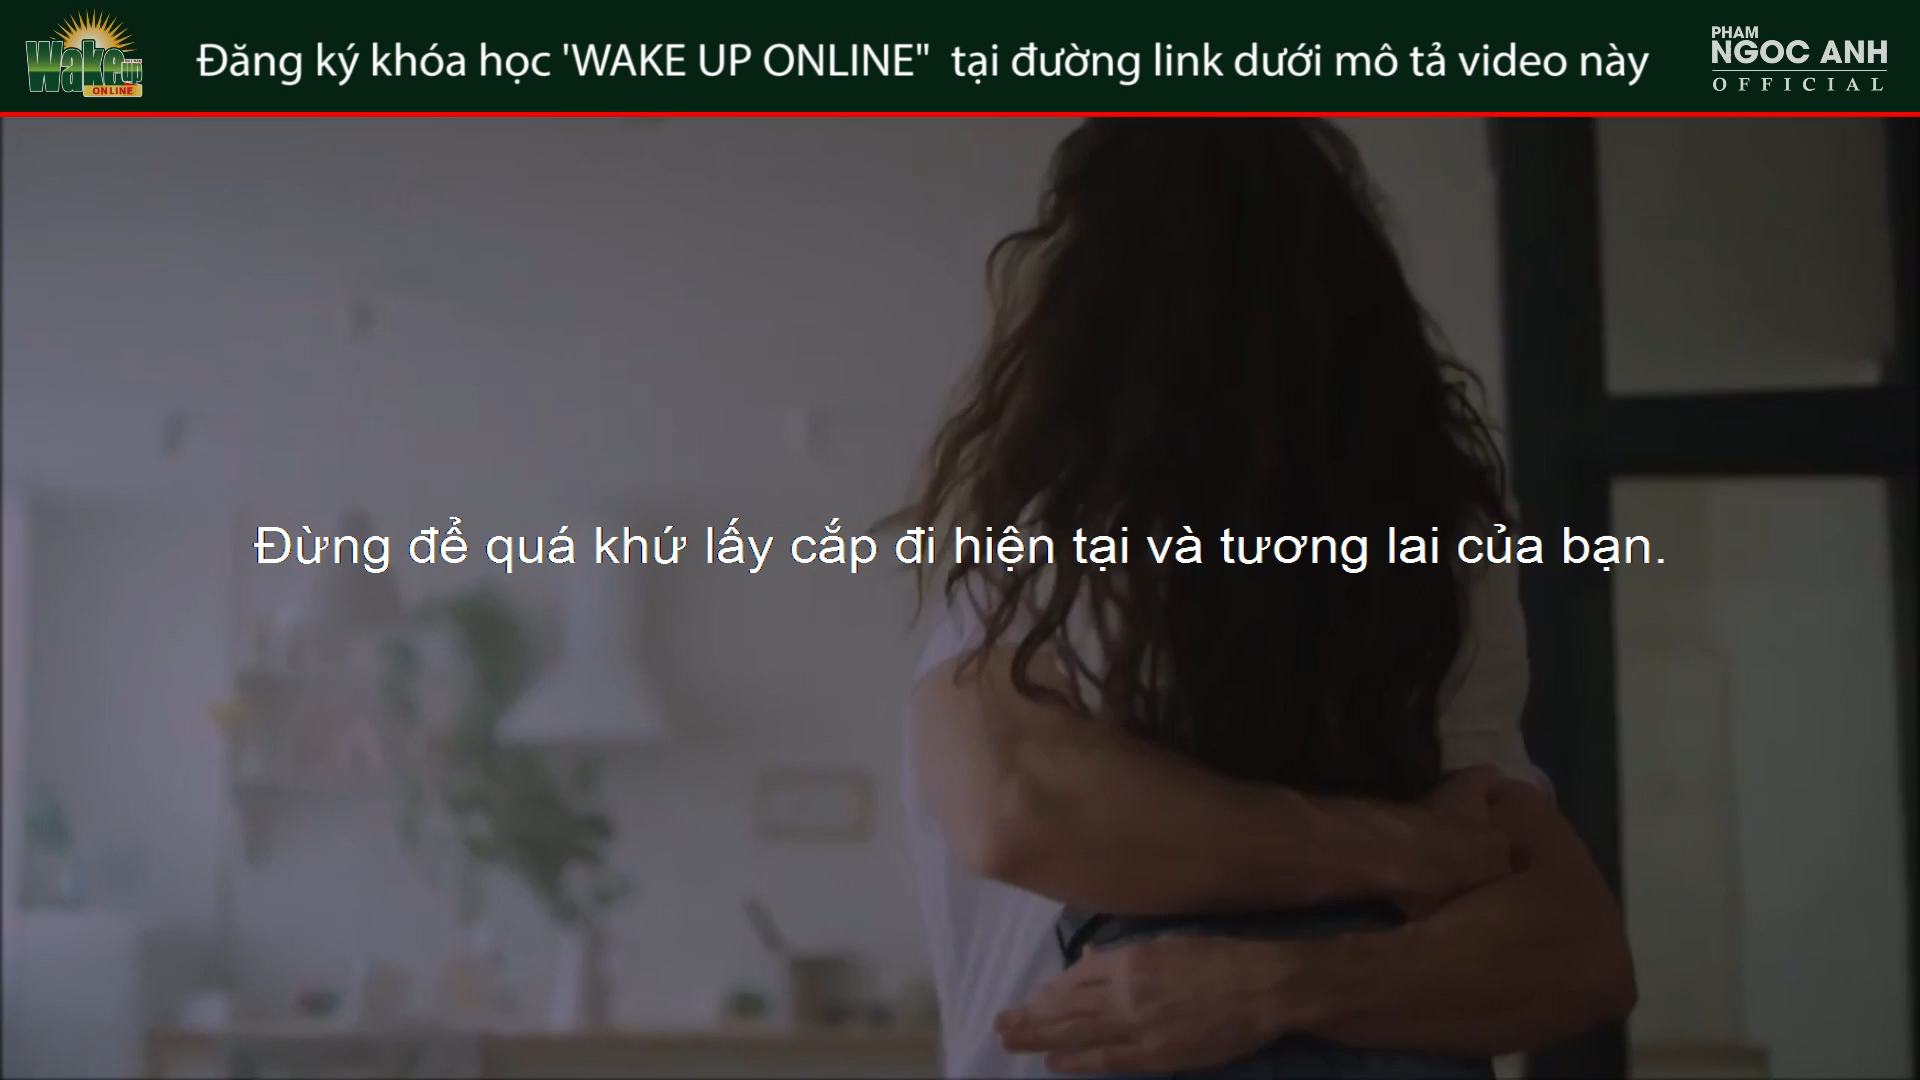 Wake up
ONLINE
Đăng ký khóa học 'WAKE UP ONLINE" tại đường link dưới mô tả video này
PHAM
NGOC ANH
OFFICIAL
Đừng để quá khứ lấy cắp đi hiện tại và tương lai của bạn.